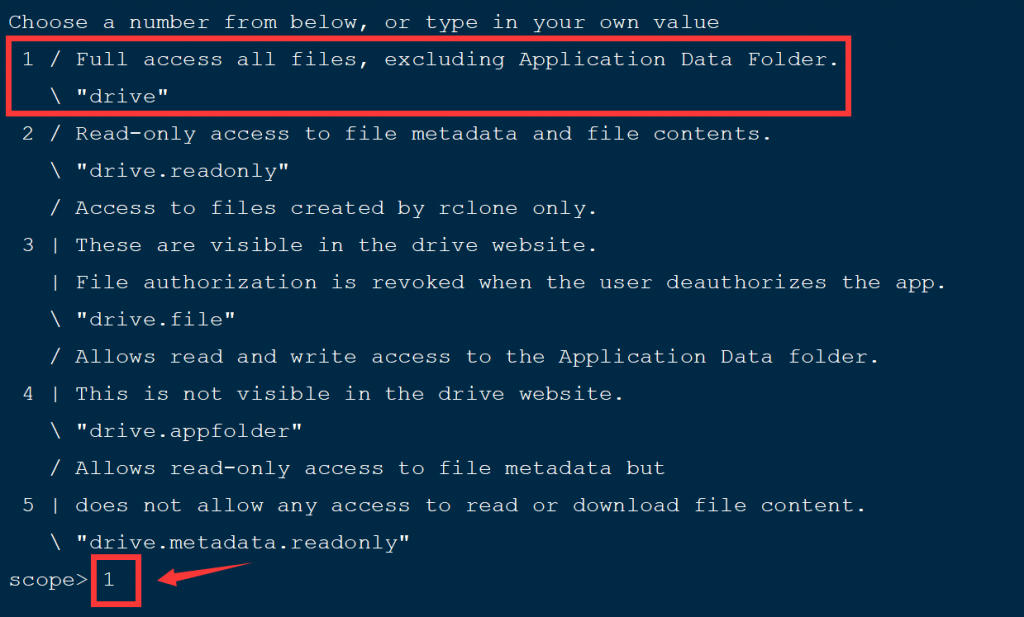 Choose a number from below, or type in your own value
1 / Full access all files, excluding Application Data Folder.
\ "drive"
2 / Read-only access to file metadata and file contents.
\ "drive.readonly"
/ Access to files created by rclone only.
3 | These are visible in the drive website.
| File authorization is revoked when the user deauthorizes the app.
\ "drive.file"
/ Allows read and write access to the Application Data folder.
4 | This is not visible in the drive website.
\ "drive.appfolder"
/ Allows read-only access to file metadata but
5 | does not allow any access to read or download file content.
\ "drive.metadata.readonly"
scope> 1